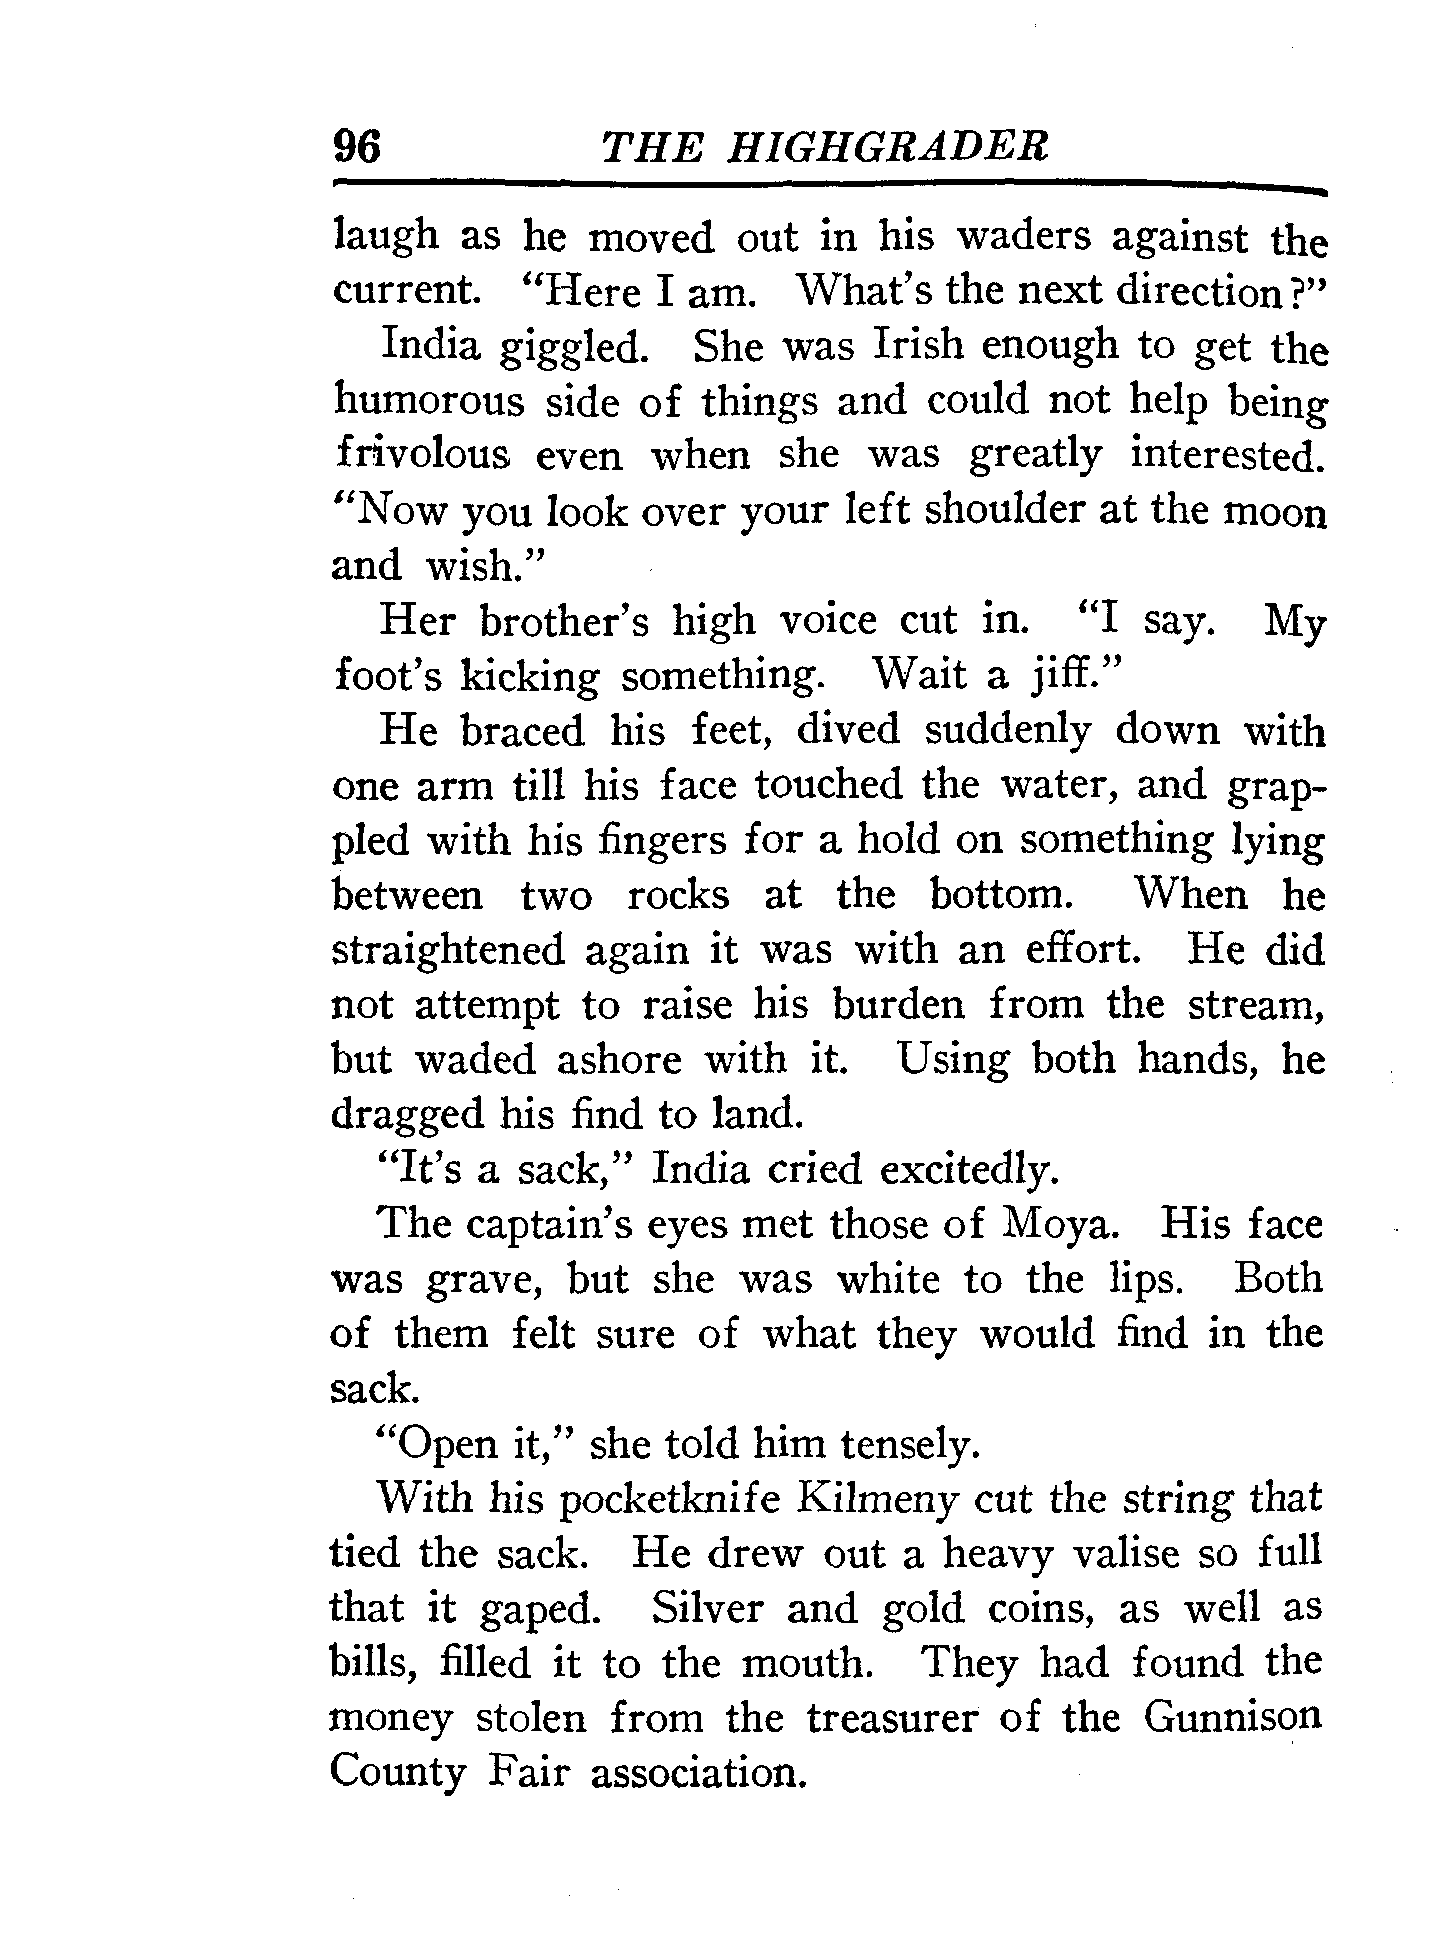 96 THE HIGHGRADER
laugh as he moved out in his waders against the
current. “Here I am. What’s the next direction?”
India giggled. She was Irish enough to get the
humorous side of things and could not help being
frivolous even when she was greatly interested.
“Now you look over your left shoulder at the moon
and wish.”
Her brother’s high voice cut in. “I say. My
foot’s kicking something. Wait a jiff.”
He braced his feet, dived suddenly down with
one arm till his face touched the water, and grap-
pled with his fingers for a hold on something lying
between two rocks at the bottom. When he
straightened again it was with an effort. He did
not attempt to raise his burden from the stream,
but waded ashore with it. Using both hands, he
dragged his find to land.
“It’s a sack,” India cried excitedly.
The captain’s eyes met those of Moya. His face
was grave, but she was white to the lips. Both
of them felt sure of what they would find in the
sack.
“Open it,” she told him tensely.
With his pocketknife Kilmeny cut the string that
tied the sack. He drew out a heavy valise so full
that it gaped. Silver and gold coins, as well as
bills, filled it to the mouth. They had found the
money stolen from the treasurer of the Gunnison
County Fair association.